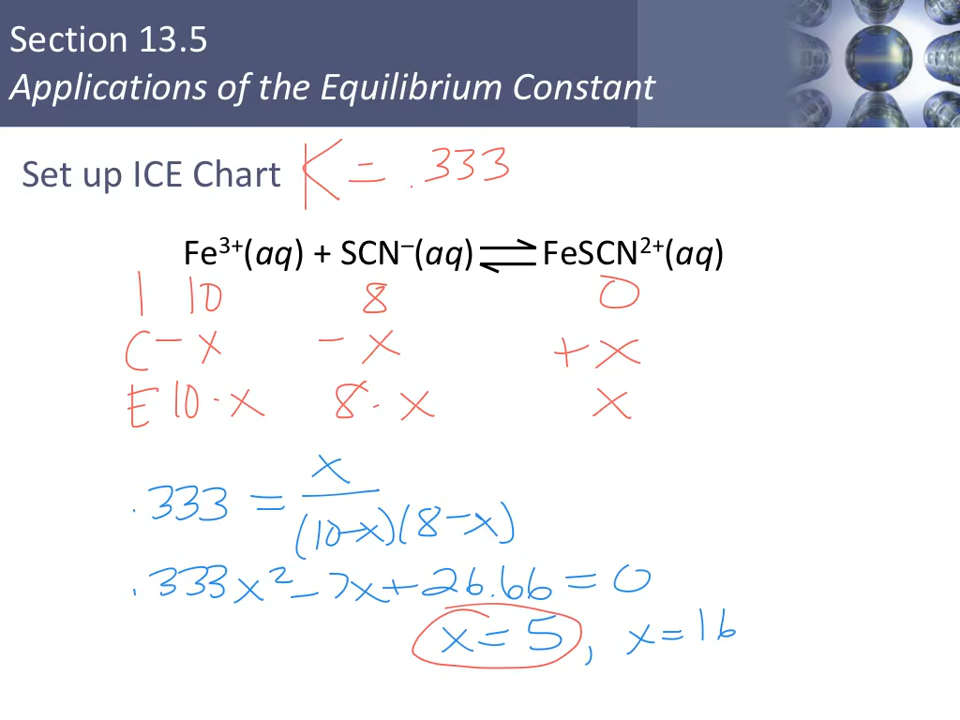 Section 13.5
Applications of the Equilibrium Constant
Set up ICE Chart K = .333
Fe³⁺(aq) + SCN⁻(aq) ⇌ FeSCN²⁺(aq)
I 10 8 0
C - x - x + x
E 10 - x 8 - x x
.333 = x / (10-x)(8-x)
.333x² - 7x + 26.66 = 0
x = 5, x = 16